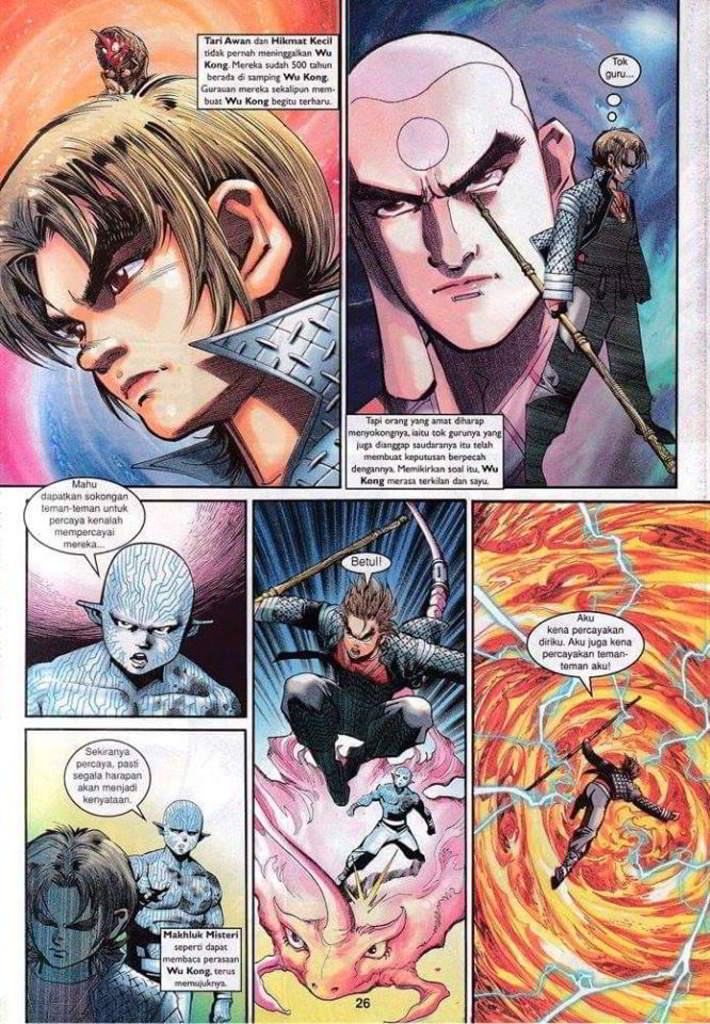 Tari Awan dan Hikmat Kecil
tidak pernah meninggalkan Wu
Kong. Mereka sudah 500 tahun
berada di samping Wu Kong.
Gurauan mereka sekalipun mem-
buat Wu Kong begitu terharu.
Tok
guru...
Tapi orang yang amat diharap
menyokongnya, iaitu tok gurunya yang
juga dianggap saudaranya itu telah
membuat keputusan berpecah
dengannya. Memikirkan soal itu, Wu
Kong merasa terkilan dan sayu.
Mahu
dapatkan sokongan
teman-teman untuk
percaya kenalah
mempercayai
mereka...
Sekiranya
percaya, pasti
segala harapan
akan menjadi
kenyataan.
Makhluk Misteri
seperti dapat
membaca perasaan
Wu Kong, terus
memujuknya.
Betul!
Aku
kena percayakan
diriku. Aku juga kena
percayakan teman-
teman aku!
26